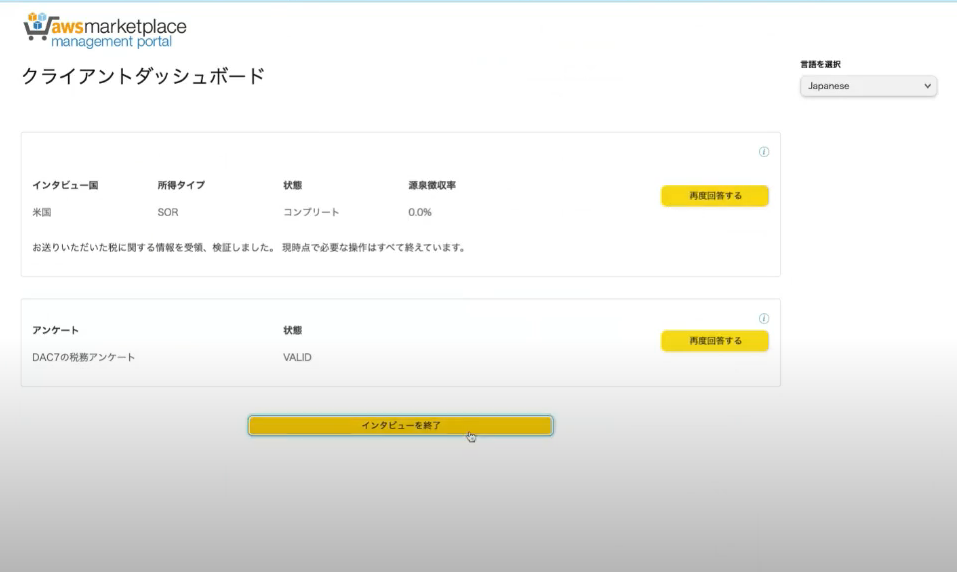 awsmarketplace
management portal
クライアントダッシュボード
言語を選択
Japanese
インタビュー国 所得タイプ 状態 源泉徴収率
再度回答する
米国 SOR コンプリート 0.0%
お送りいただいた税に関する情報を受領、検証しました。 現時点で必要な操作はすべて終えています。
アンケート 状態
再度回答する
DAC7の税務アンケート VALID
インタビューを終了